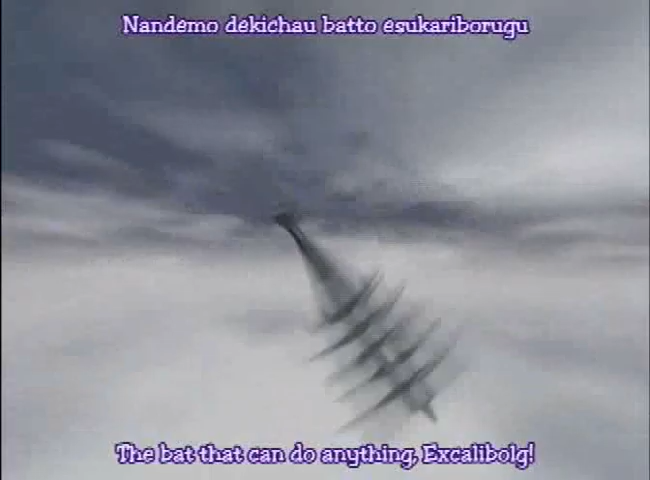 Nandemo dekichau batto esukariborugu
The bat that can do anything, Excalibolg!